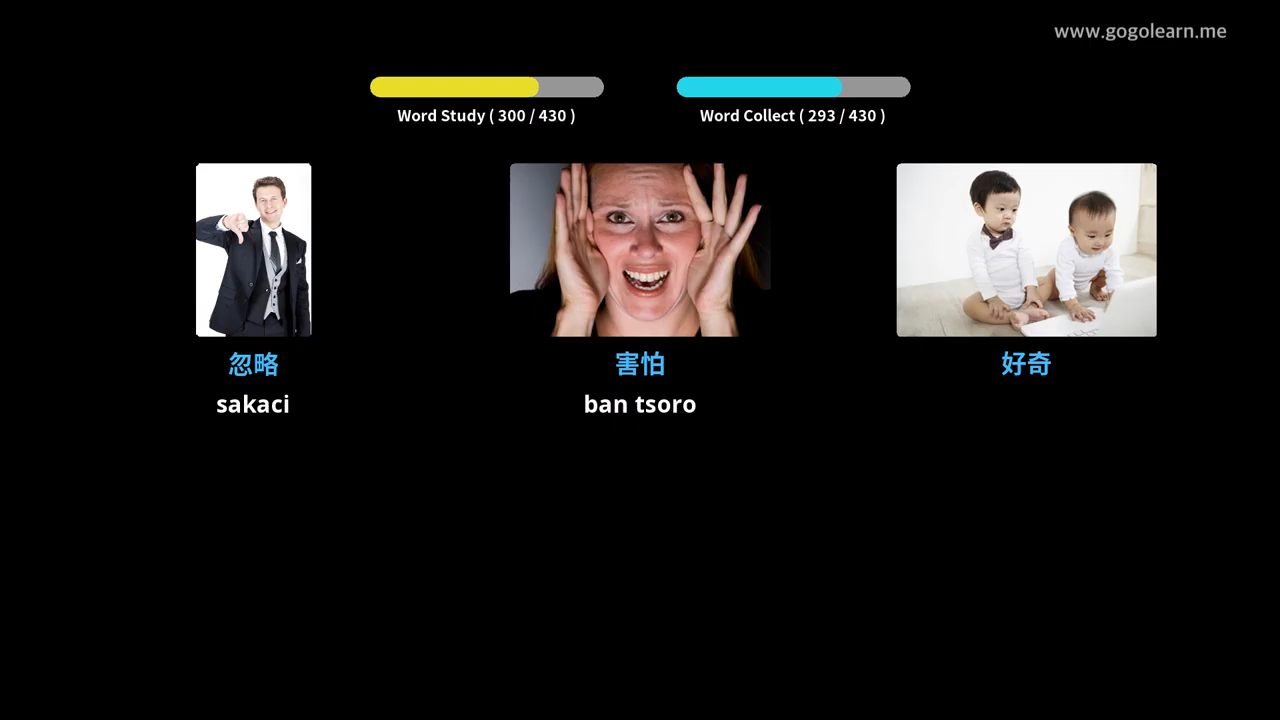 www.gogolearn.me
Word Study ( 300 / 430 )
Word Collect ( 293 / 430 )
忽略
害怕
好奇
sakaci
ban tsoro